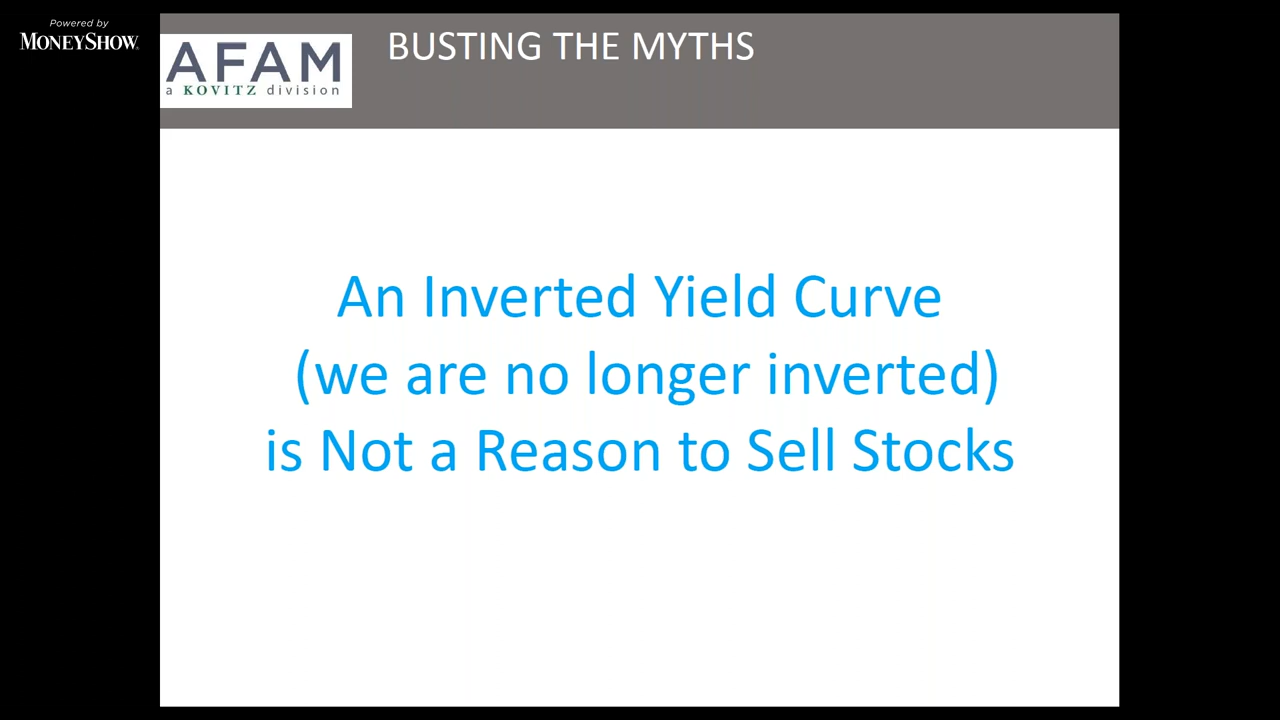 Powered by
MONEYSHOW.
AFAM
a KOVITZ division
BUSTING THE MYTHS
An Inverted Yield Curve
(we are no longer inverted)
is Not a Reason to Sell Stocks